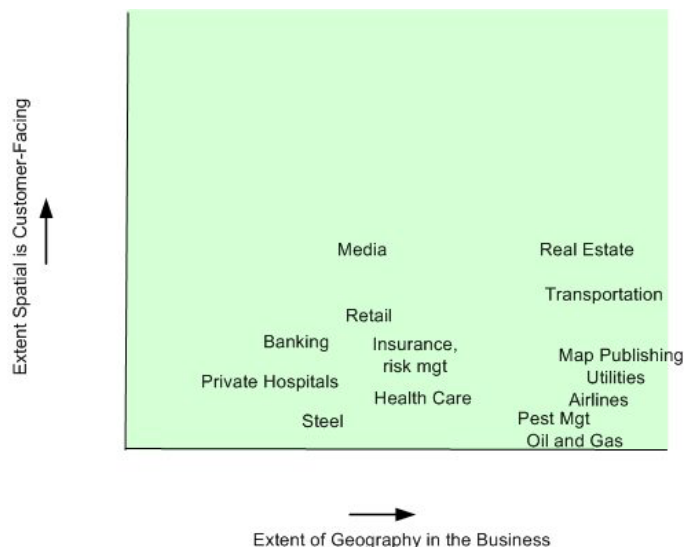 Extent Spatial is Customer-Facing
Media
Real Estate
Transportation
Retail
Banking
Insurance,
risk mgt
Map Publishing
Private Hospitals
Utilities
Health Care
Airlines
Steel
Pest Mgt
Oil and Gas
Extent of Geography in the Business